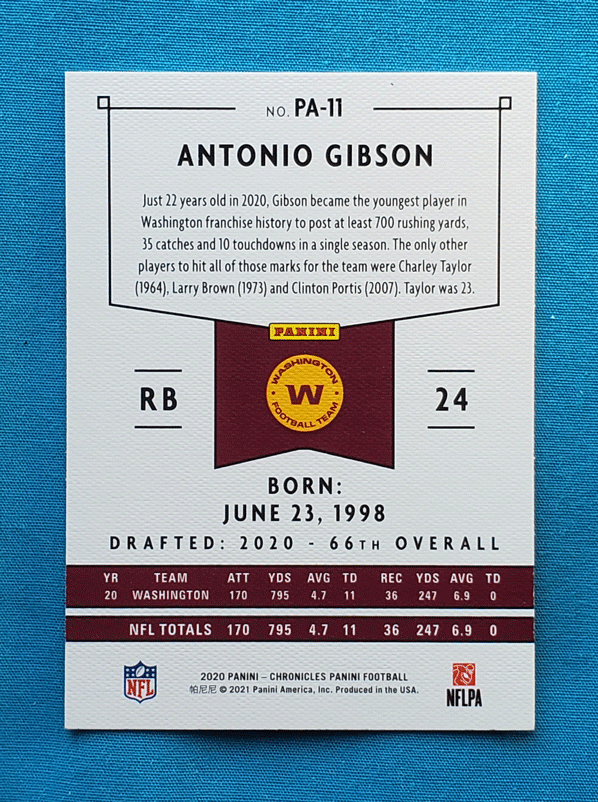 NO. PA-11
ANTONIO GIBSON
Just 22 years old in 2020, Gibson became the youngest player in
Washington franchise history to post at least 700 rushing yards,
35 catches and 10 touchdowns in a single season. The only other
players to hit all of those marks for the team were Charley Taylor
(1964), Larry Brown (1973) and Clinton Portis (2007). Taylor was 23.
PANINI
WASHINGTON
W
FOOTBALL TEAM
RB
24
BORN:
JUNE 23, 1998
DRAFTED: 2020 - 66TH OVERALL
YR TEAM ATT YDS AVG TD REC YDS AVG TD
20 WASHINGTON 170 795 4.7 11 36 247 6.9 0
NFL TOTALS 170 795 4.7 11 36 247 6.9 0
NFL
2020 PANINI – CHRONICLES PANINI FOOTBALL
帕尼尼 © 2021 Panini America, Inc. Produced in the USA.
NFLPA